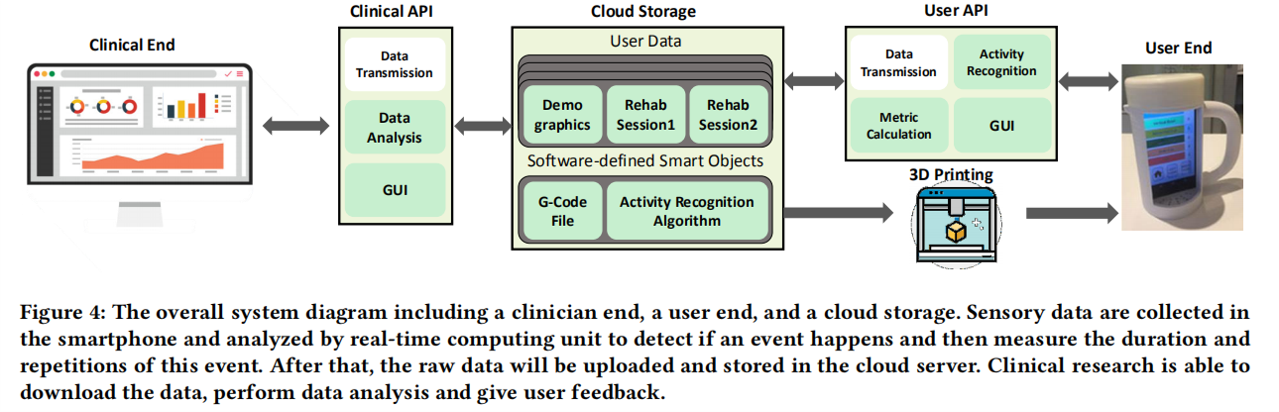 Clinical End
Clinical API
Data
Transmission
Data
Analysis
GUI
Cloud Storage
User Data
Demo
graphics
Rehab
Session1
Rehab
Session2
Software-defined Smart Objects
G-Code
File
Activity Recognition
Algorithm
User API
Data
Transmission
Activity
Recognition
Metric
Calculation
GUI
3D Printing
User End
Figure 4: The overall system diagram including a clinician end, a user end, and a cloud storage. Sensory data are collected in
the smartphone and analyzed by real-time computing unit to detect if an event happens and then measure the duration and
repetitions of this event. After that, the raw data will be uploaded and stored in the cloud server. Clinical research is able to
download the data, perform data analysis and give user feedback.